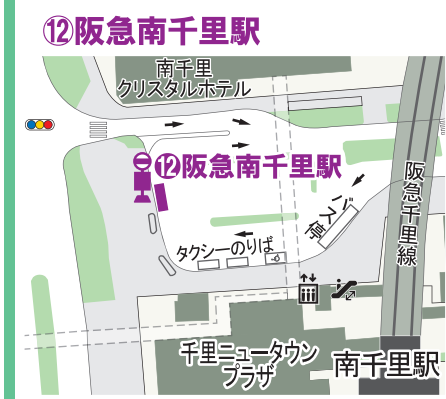 ⑫阪急南千里駅
南千里
クリスタルホテル
⑫阪急南千里駅
阪急千里線
バス停
タクシーのりば
千里ニュータウン
プラザ
南千里駅